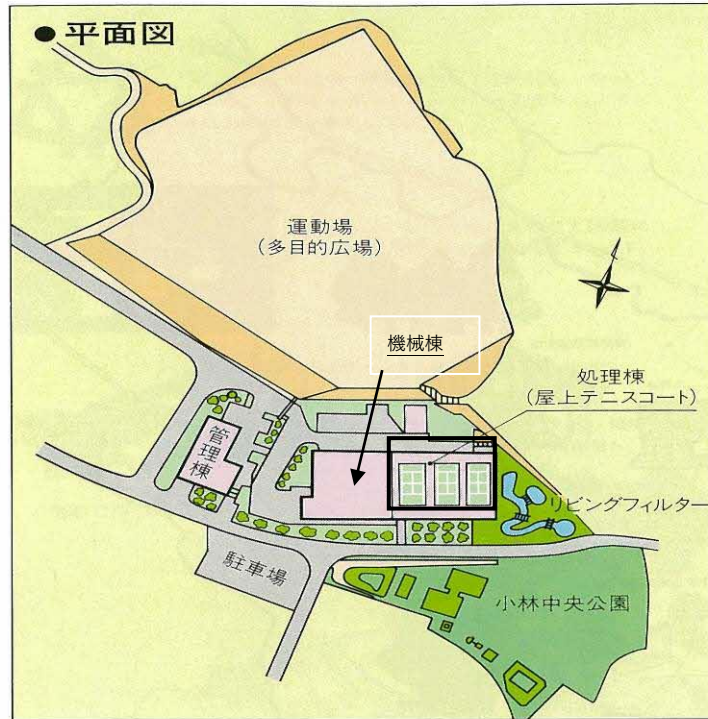 ●平面図
運動場
(多目的広場)
機械棟
処理棟
(屋上テニスコート)
管理棟
リビングフィルター
駐車場
小林中央公園